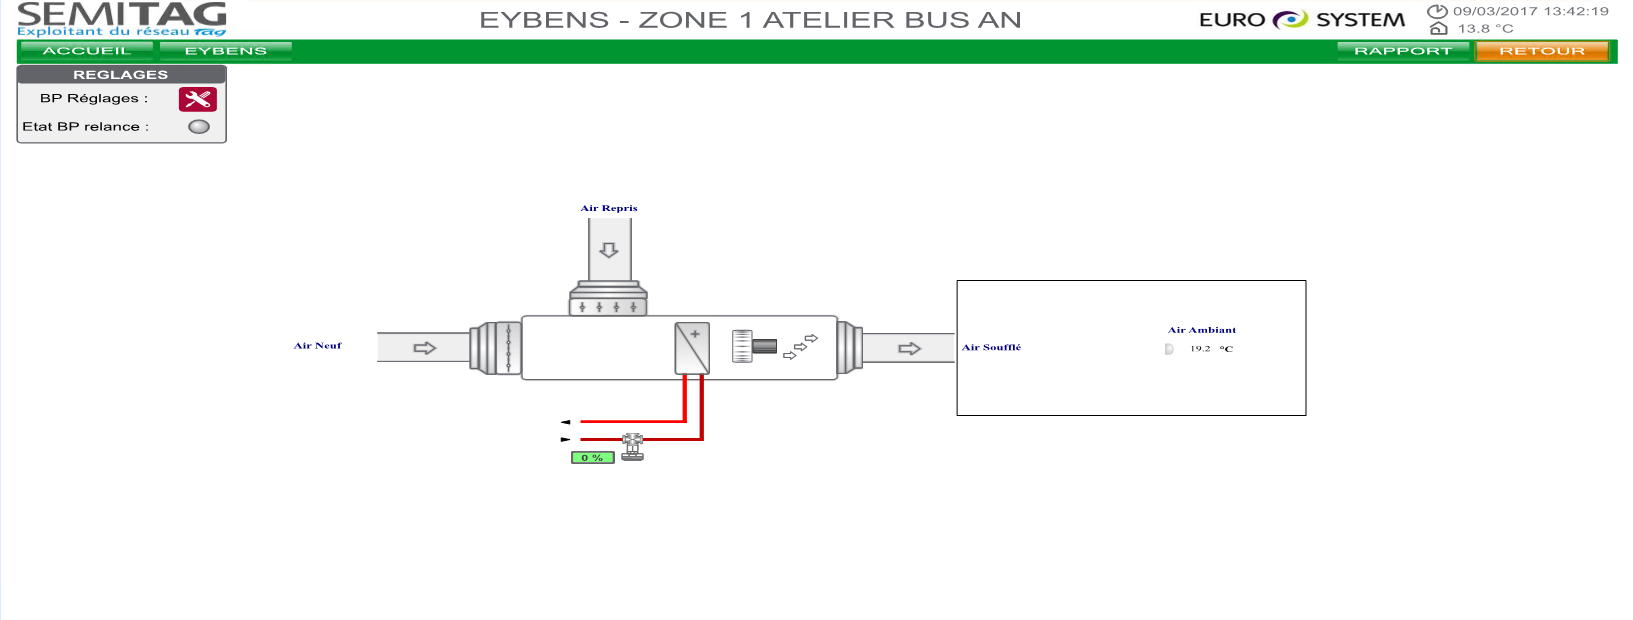 SEMITAG
Exploitant du réseau tag
EYBENS - ZONE 1 ATELIER BUS AN
EURO SYSTEM
09/03/2017 13:42:19
13.8 °C
ACCUEIL
EYBENS
RAPPORT
RETOUR
REGLAGES
BP Réglages :
Etat BP relance :
Air Repris
Air Neuf
+
Air Soufflé
Air Ambiant
19.2 °C
0 %